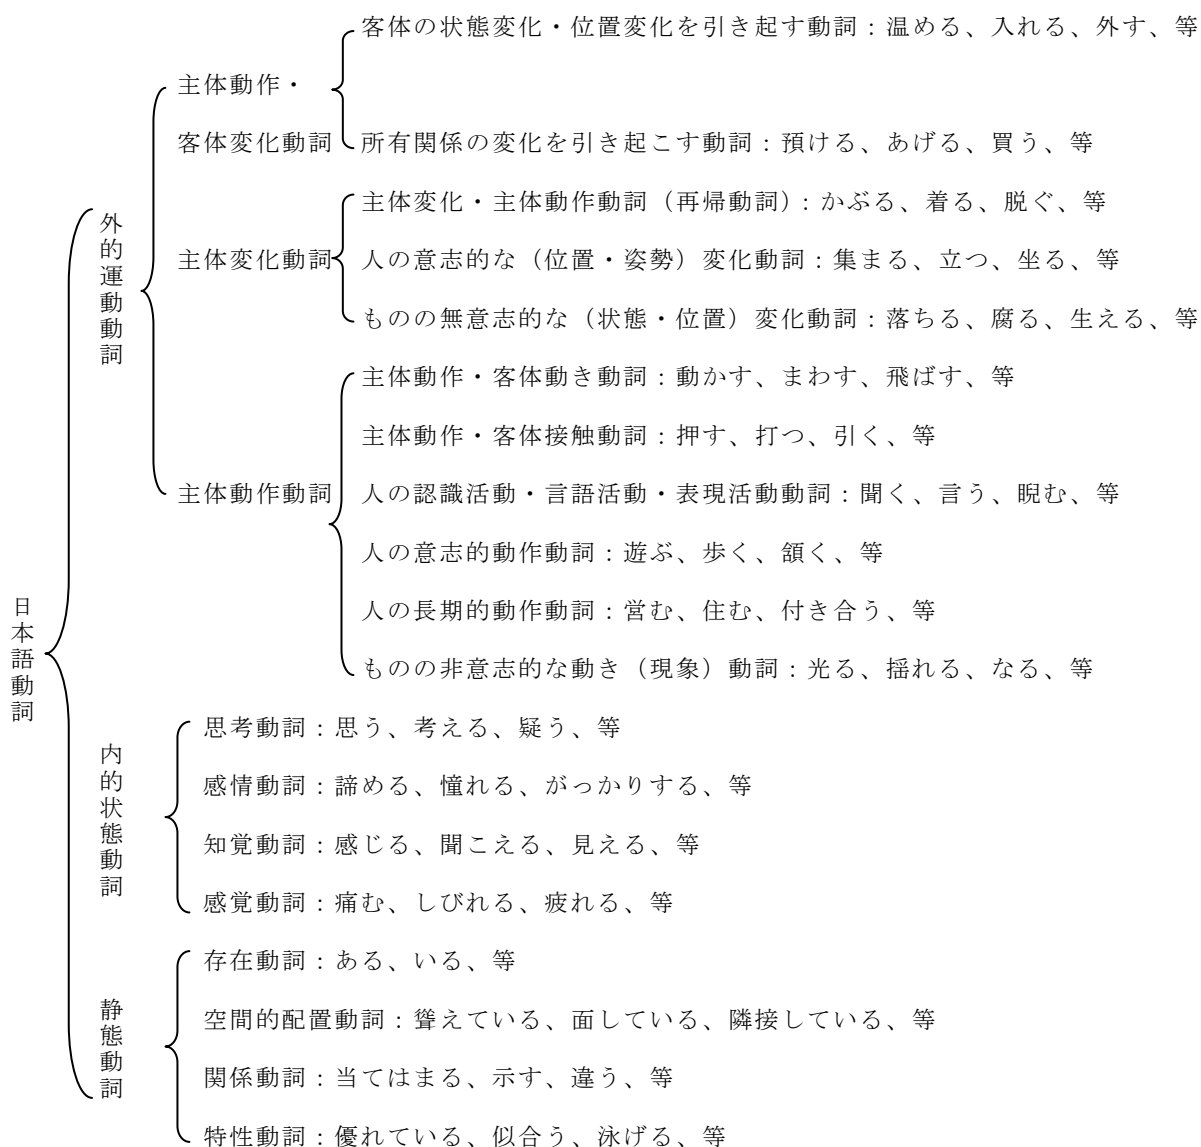 客体の状態変化・位置変化を引き起す動詞：温める、入れる、外す、等
主体動作・
客体変化動詞
所有関係の変化を引き起こす動詞：預ける、あげる、買う、等
主体変化・主体動作動詞（再帰動詞）：かぶる、着る、脱ぐ、等
外的運動動詞
主体変化動詞
人の意志的な（位置・姿勢）変化動詞：集まる、立つ、坐る、等
ものの無意志的な（状態・位置）変化動詞：落ちる、腐る、生える、等
主体動作・客体動き動詞：動かす、まわす、飛ばす、等
主体動作・客体接触動詞：押す、打つ、引く、等
主体動作動詞
人の認識活動・言語活動・表現活動動詞：聞く、言う、睨む、等
人の意志的動作動詞：遊ぶ、歩く、頷く、等
人の長期的動作動詞：営む、住む、付き合う、等
日本語動詞
ものの非意志的な動き（現象）動詞：光る、揺れる、なる、等
内的状態動詞
思考動詞：思う、考える、疑う、等
感情動詞：諦める、憧れる、がっかりする、等
知覚動詞：感じる、聞こえる、見える、等
感覚動詞：痛む、しびれる、疲れる、等
静態動詞
存在動詞：ある、いる、等
空間的配置動詞：聳えている、面している、隣接している、等
関係動詞：当てはまる、示す、違う、等
特性動詞：優れている、似合う、泳げる、等